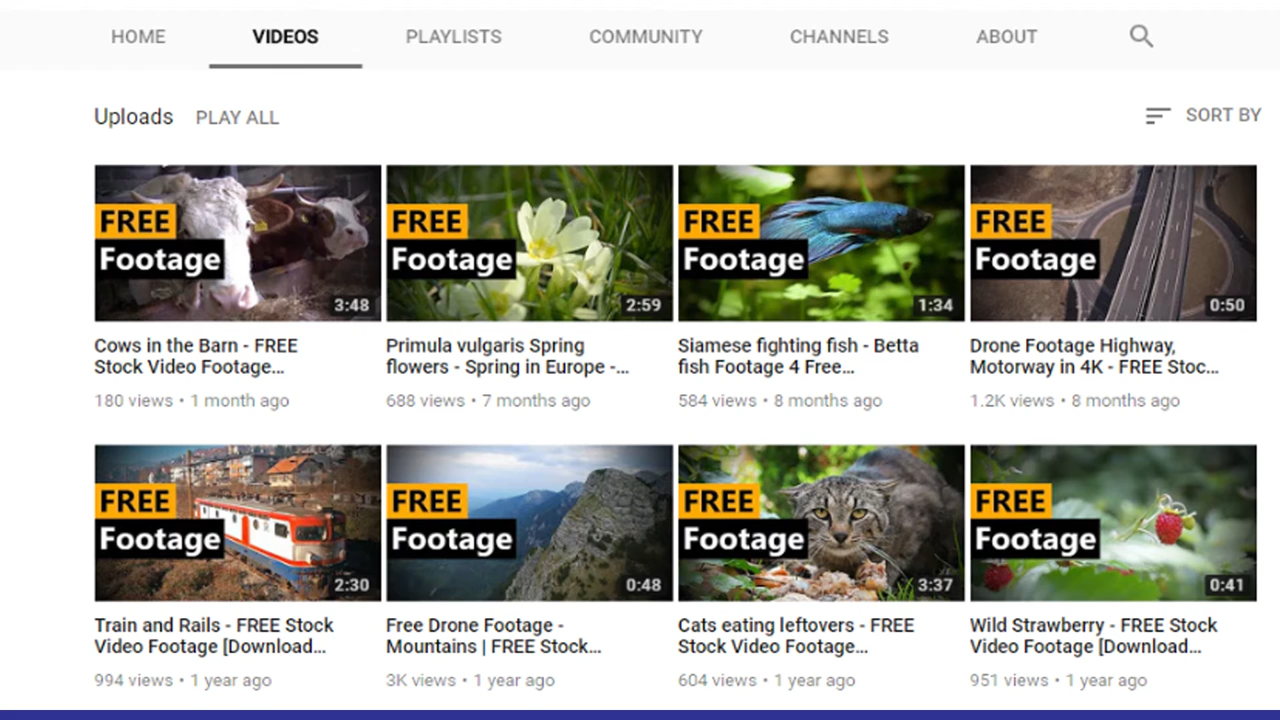 HOME VIDEOS PLAYLISTS COMMUNITY CHANNELS ABOUT
Uploads PLAY ALL SORT BY
FREE
Footage
3:48
FREE
Footage
2:59
FREE
Footage
1:34
FREE
Footage
0:50
Cows in the Barn - FREE
Stock Video Footage...
180 views • 1 month ago
Primula vulgaris Spring
flowers - Spring in Europe -...
688 views • 7 months ago
Siamese fighting fish - Betta
fish Footage 4 Free...
584 views • 8 months ago
Drone Footage Highway,
Motorway in 4K - FREE Stoc...
1.2K views • 8 months ago
FREE
Footage
2:30
FREE
Footage
0:48
FREE
Footage
3:37
FREE
Footage
0:41
Train and Rails - FREE Stock
Video Footage [Download...
994 views • 1 year ago
Free Drone Footage -
Mountains | FREE Stock...
3K views • 1 year ago
Cats eating leftovers - FREE
Stock Video Footage...
604 views • 1 year ago
Wild Strawberry - FREE Stock
Video Footage [Download...
951 views • 1 year ago